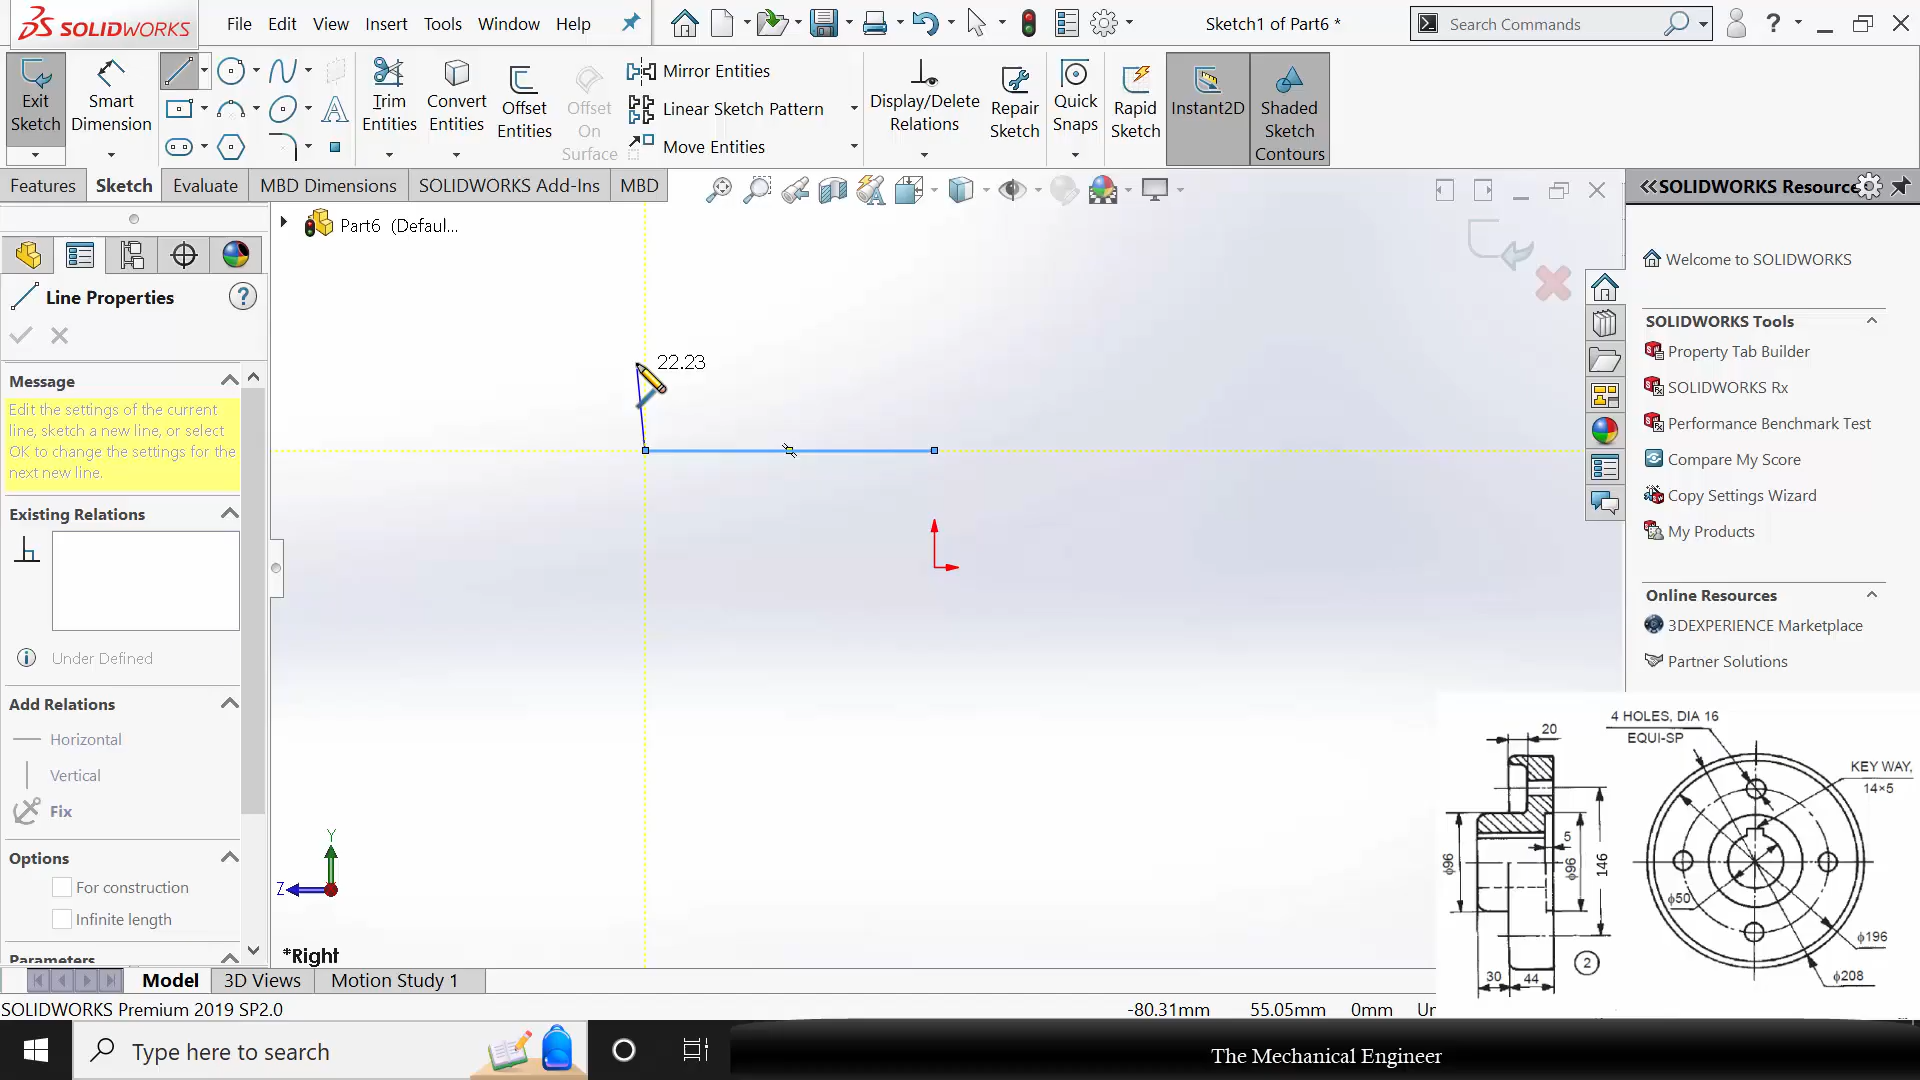 SOLIDWORKS
File Edit View Insert Tools Window Help
Sketch1 of Part6 *
Search Commands
Exit Sketch
Smart Dimension
Trim Entities
Convert Entities
Offset Entities
Offset On Surface
Mirror Entities
Linear Sketch Pattern
Move Entities
Display/Delete Relations
Repair Sketch
Quick Snaps
Rapid Sketch
Instant2D
Shaded Sketch Contours
Features Sketch Evaluate MBD Dimensions SOLIDWORKS Add-Ins MBD
Part6 (Defaul...
Line Properties
Message
Edit the settings of the current
line, sketch a new line, or select
OK to change the settings for the
next new line.
Existing Relations
Under Defined
Add Relations
Horizontal
Vertical
Fix
Options
For construction
Infinite length
Parameters
22.23
Y
Z
*Right
SOLIDWORKS Resource
Welcome to SOLIDWORKS
SOLIDWORKS Tools
Property Tab Builder
SOLIDWORKS Rx
Performance Benchmark Test
Compare My Score
Copy Settings Wizard
My Products
Online Resources
3DEXPERIENCE Marketplace
Partner Solutions
4 HOLES, DIA 16
EQUI-SP
20
KEY WAY,
14×5
5
ϕ96
ϕ96
146
ϕ50
ϕ196
ϕ208
2
30 44
Model 3D Views Motion Study 1
SOLIDWORKS Premium 2019 SP2.0
-80.31mm 55.05mm 0mm Ur
Type here to search
The Mechanical Engineer